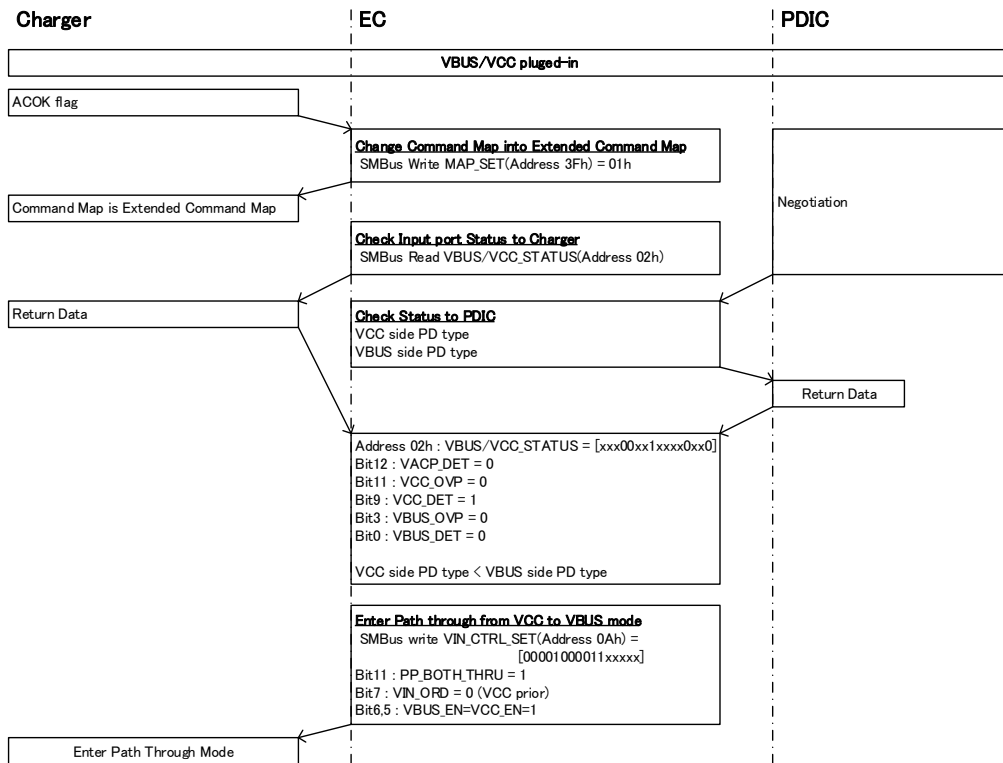 Charger
EC
PDIC
VBUS/VCC pluged-in
ACOK flag
Change Command Map into Extended Command Map
SMBus Write MAP_SET(Address 3Fh) = 01h
Command Map is Extended Command Map
Negotiation
Check Input port Status to Charger
SMBus Read VBUS/VCC_STATUS(Address 02h)
Return Data
Check Status to PDIC
VCC side PD type
VBUS side PD type
Return Data
Address 02h : VBUS/VCC_STATUS = [xxx00xx1xxxx0xx0]
Bit12 : VACP_DET = 0
Bit11 : VCC_OVP = 0
Bit9 : VCC_DET = 1
Bit3 : VBUS_OVP = 0
Bit0 : VBUS_DET = 0
VCC side PD type < VBUS side PD type
Enter Path through from VCC to VBUS mode
SMBus write VIN_CTRL_SET(Address 0Ah) =
[00001000011xxxxx]
Bit11 : PP_BOTH_THRU = 1
Bit7 : VIN_ORD = 0 (VCC prior)
Bit6,5 : VBUS_EN=VCC_EN=1
Enter Path Through Mode